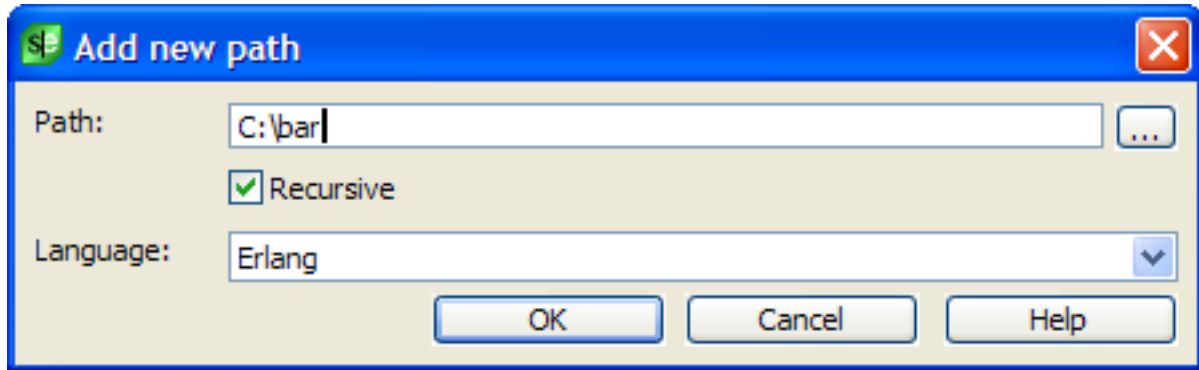 Add new path
Path: C:\bar ...
Recursive
Language: Erlang
OK Cancel Help